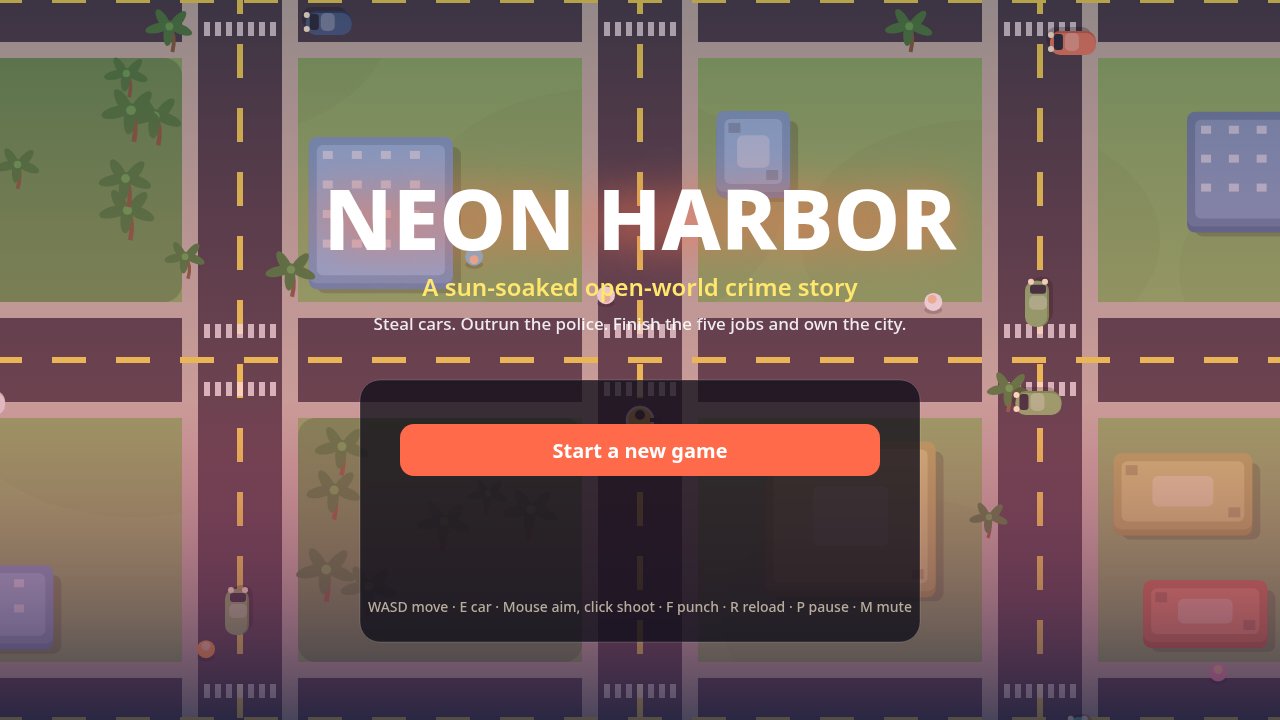 NEON HARBOR
A sun-soaked open-world crime story
Steal cars. Outrun the police. Finish the five jobs and own the city.
Start a new game
WASD move · E car · Mouse aim, click shoot · F punch · R reload · P pause · M mute